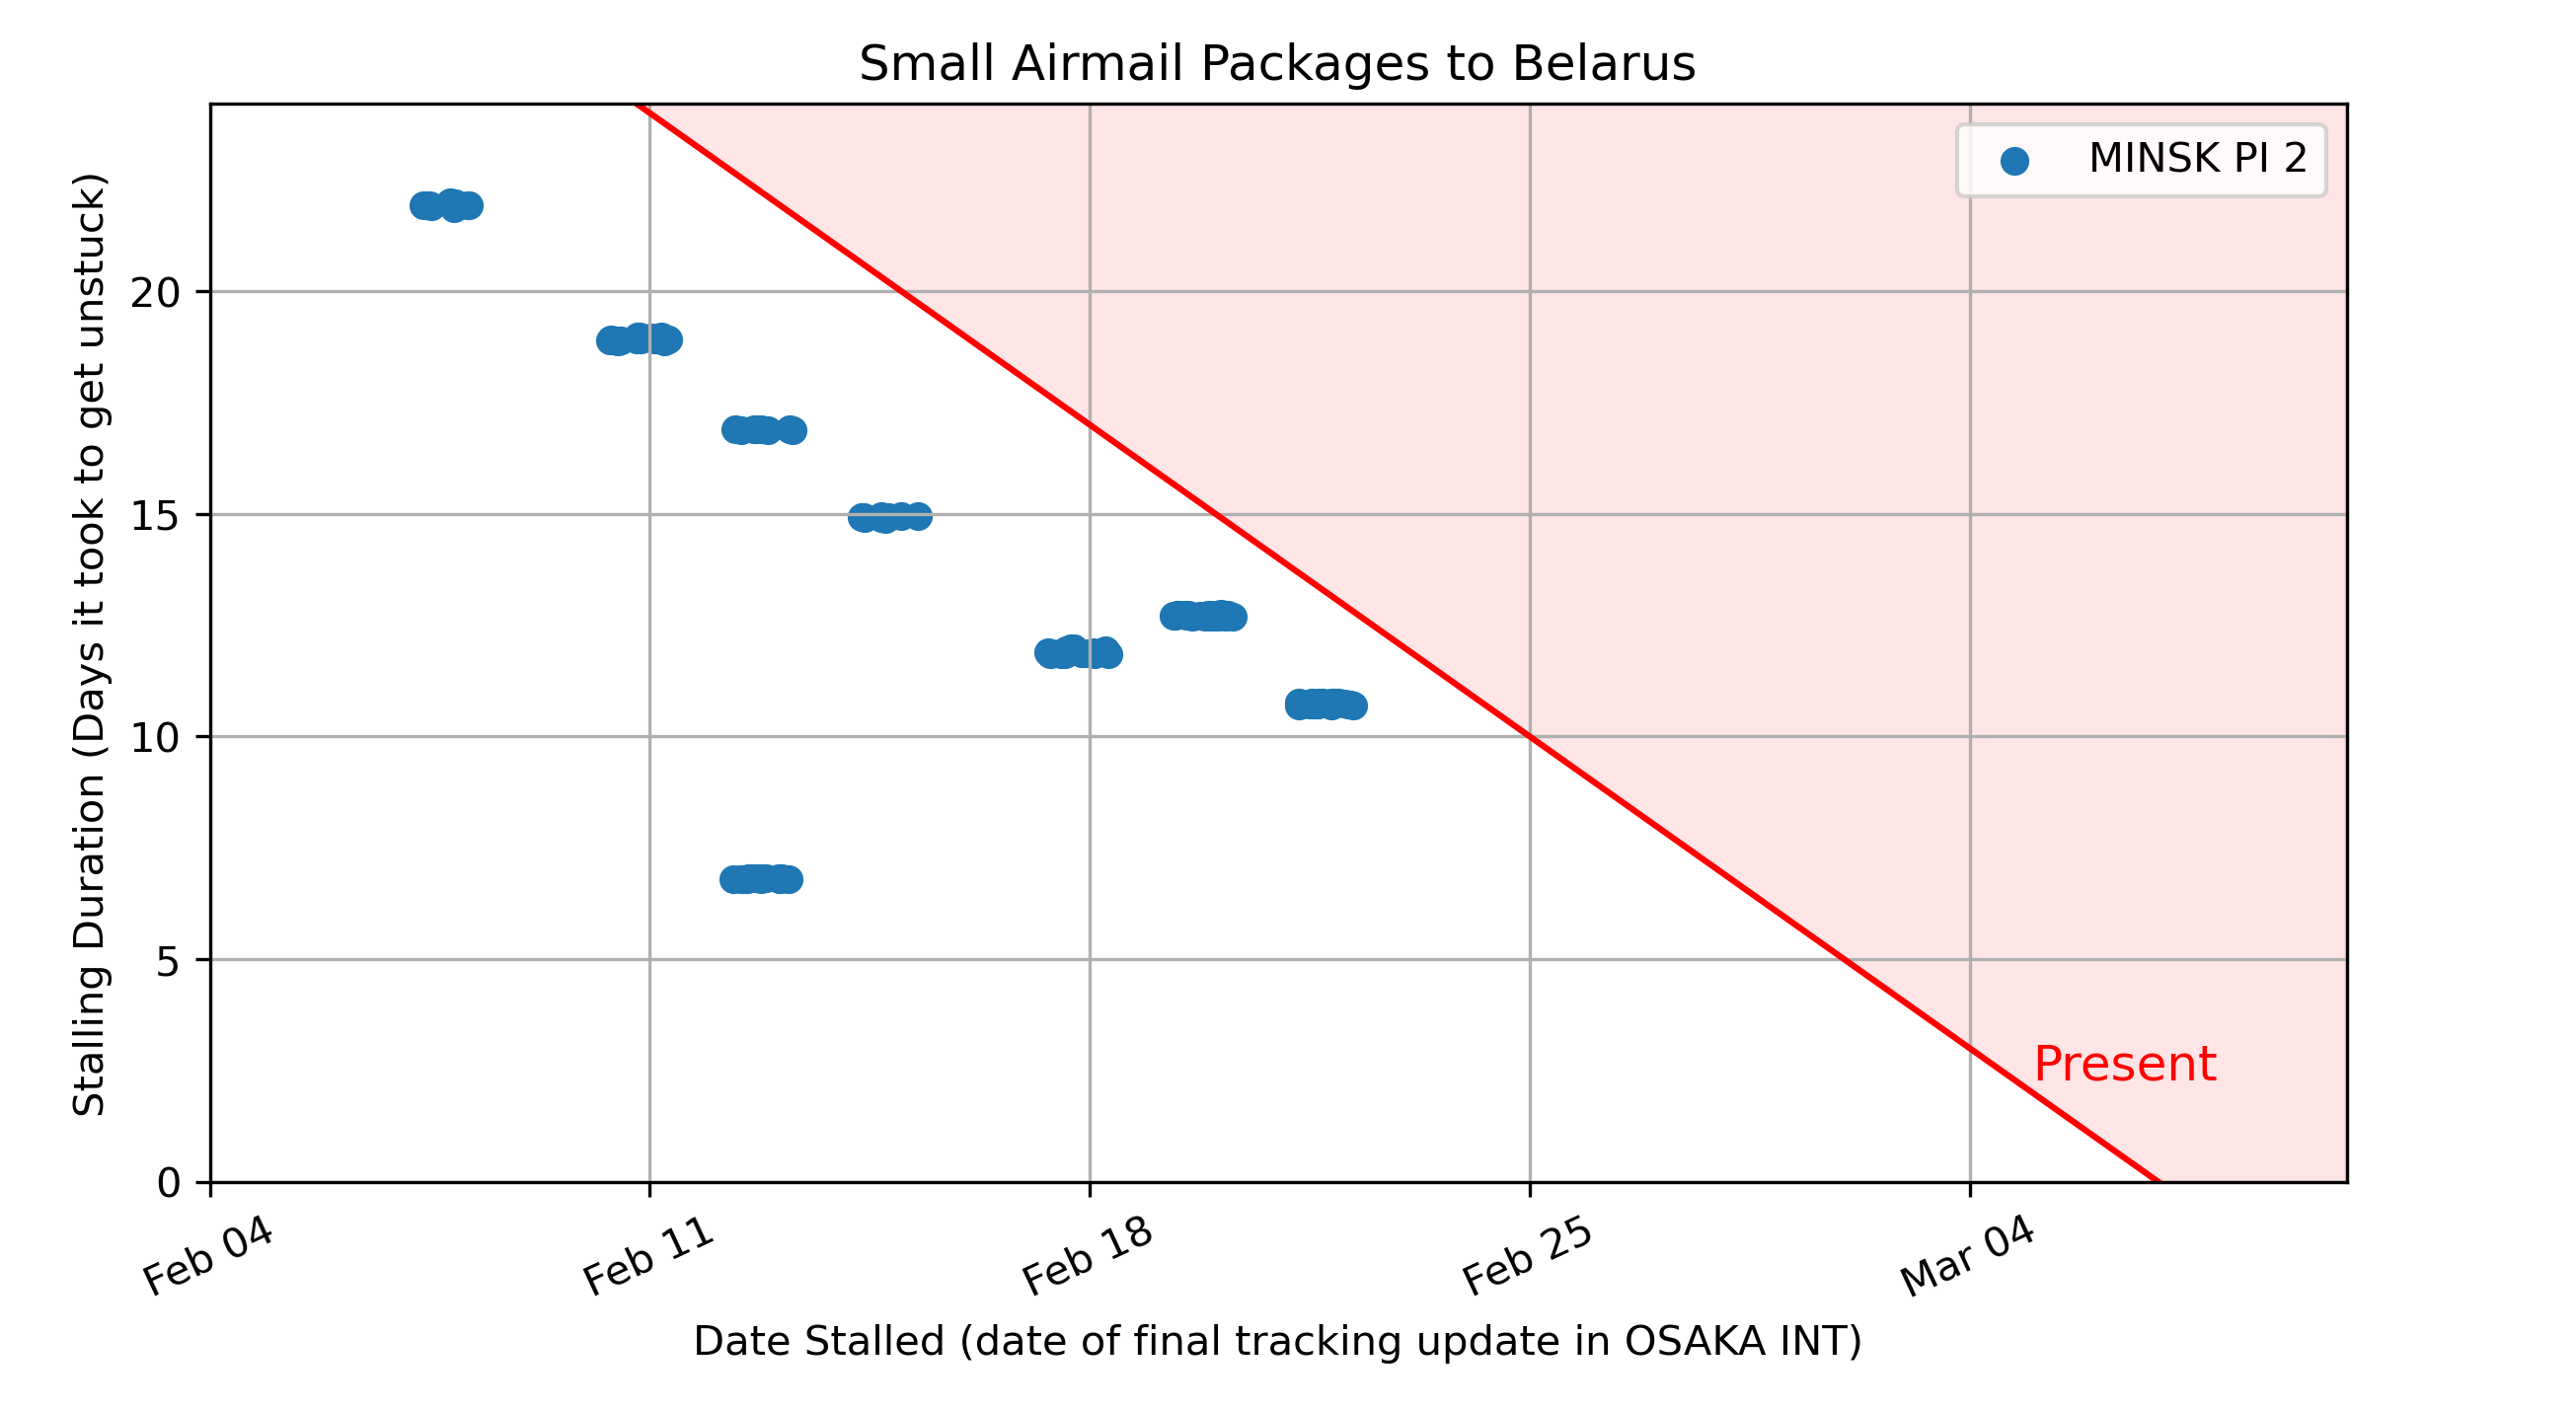 Small Airmail Packages to Belarus
MINSK PI 2
Stalling Duration (Days it took to get unstuck)
20
15
10
5
0
Present
Feb 04
Feb 11
Feb 18
Feb 25
Mar 04
Date Stalled (date of final tracking update in OSAKA INT)